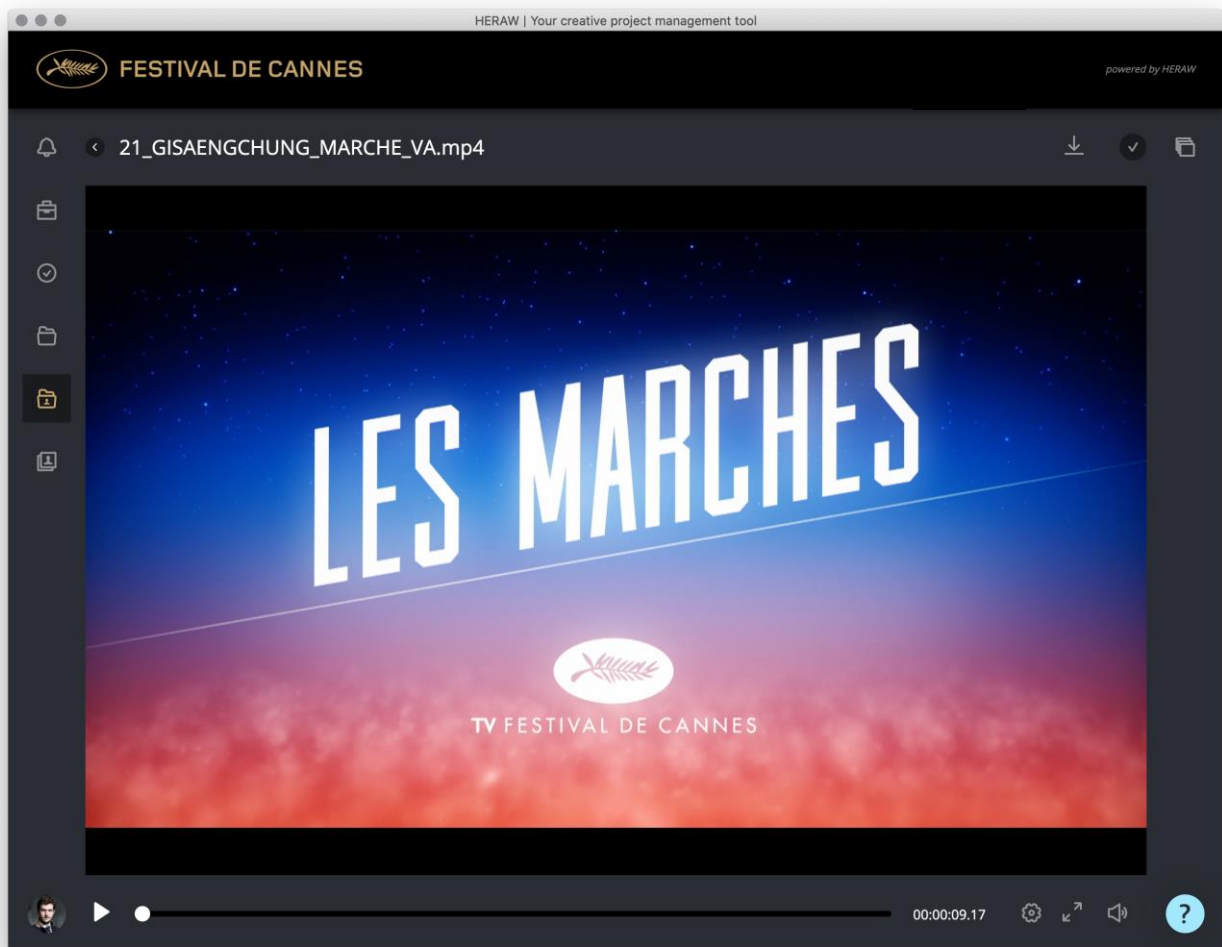 HERAW | Your creative project management tool
FESTIVAL DE CANNES
powered by HERAW
21_GISAENGCHUNG_MARCHE_VA.mp4
LES MARCHES
TV FESTIVAL DE CANNES
00:00:09.17
?